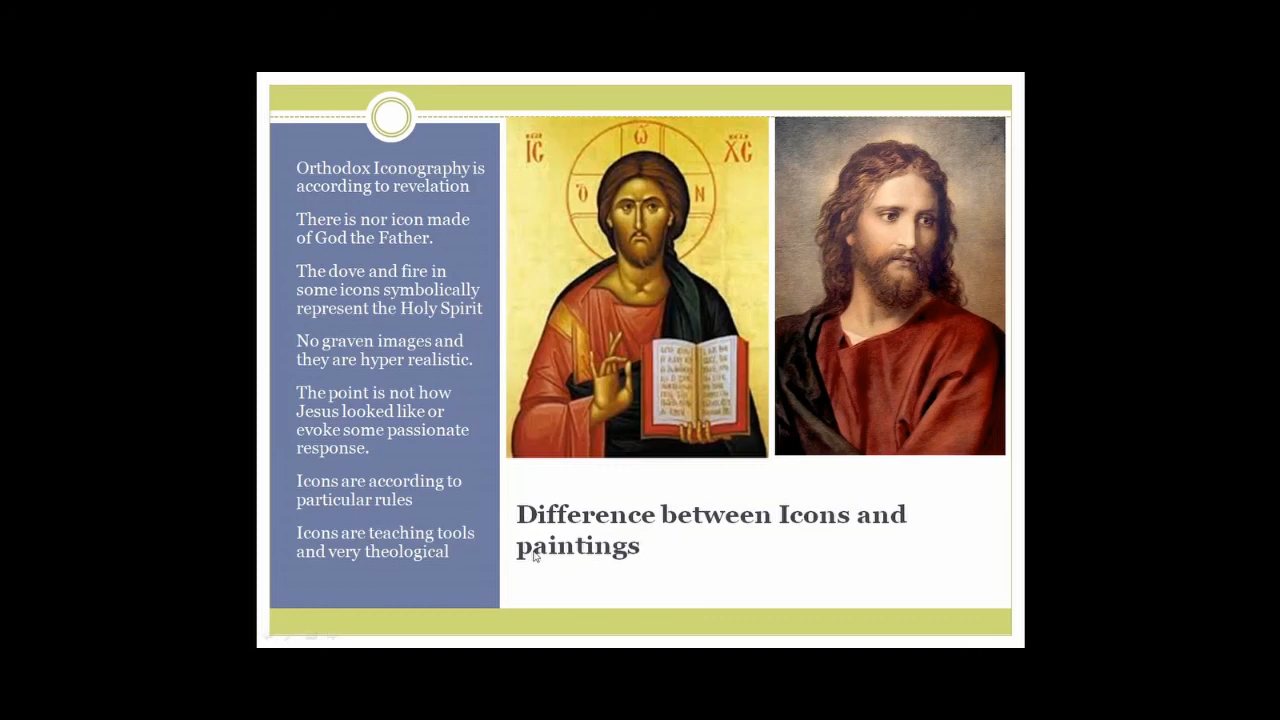 Orthodox Iconography is
according to revelation
There is nor icon made
of God the Father.
The dove and fire in
some icons symbolically
represent the Holy Spirit
No graven images and
they are hyper realistic.
The point is not how
Jesus looked like or
evoke some passionate
response.
Icons are according to
particular rules
Icons are teaching tools
and very theological
IC XC
Ὁ Ѡ Ν
Difference between Icons and
paintings